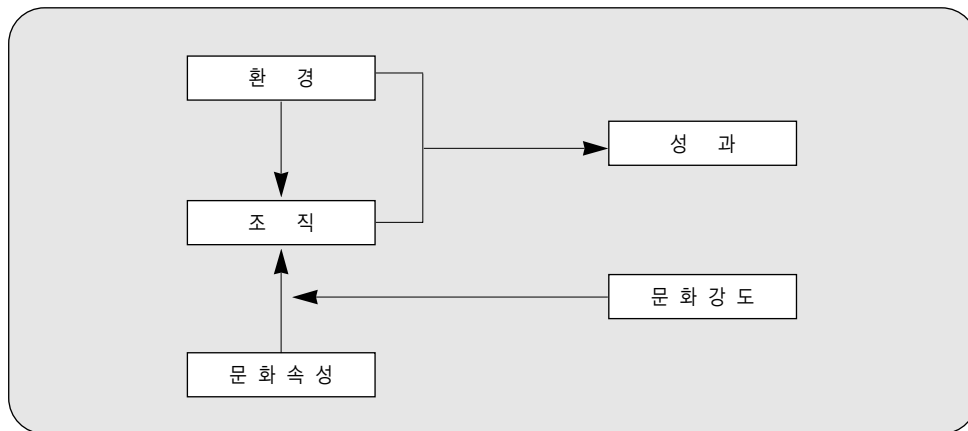 환 경
성 과
조 직
문 화 강 도
문 화 속 성